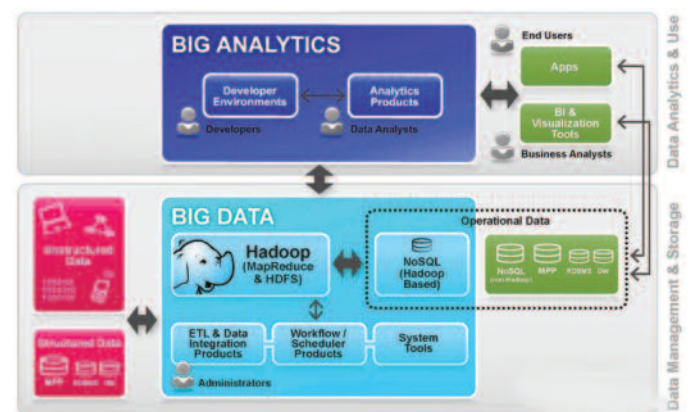 BIG ANALYTICS
Developer
Environments
Analytics
Products
Developers
Data Analysts
End Users
Apps
BI &
Visualization
Tools
Business Analysts
Data Analytics & Use
Unstructured
Data
Structured Data
MPP
RDBMS
DW
BIG DATA
Hadoop
(MapReduce
& HDFS)
NoSQL
(Hadoop
Based)
Operational Data
NoSQL
(non Hadoop)
MPP
RDBMS
DW
ETL & Data
Integration
Products
Workflow /
Scheduler
Products
System
Tools
Administrators
Data Management & Storage